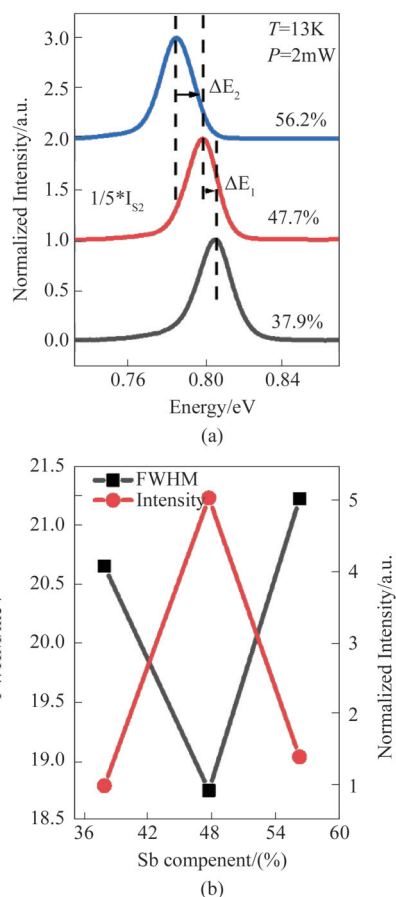 T=13K
P=2mW
3.0
ΔE₂
2.5
56.2%
2.0
1/5*I_S2
ΔE₁
1.5
47.7%
1.0
0.5
37.9%
0.0
Normalized Intensity/a.u.
0.76 0.80 0.84
Energy/eV
(a)
21.5
FWHM
Intensity
21.0
20.5
20.0
19.5
19.0
18.5
5
4
3
2
1
Normalized Intensity/a.u.
36 42 48 54 60
Sb compenent/(%)
(b)